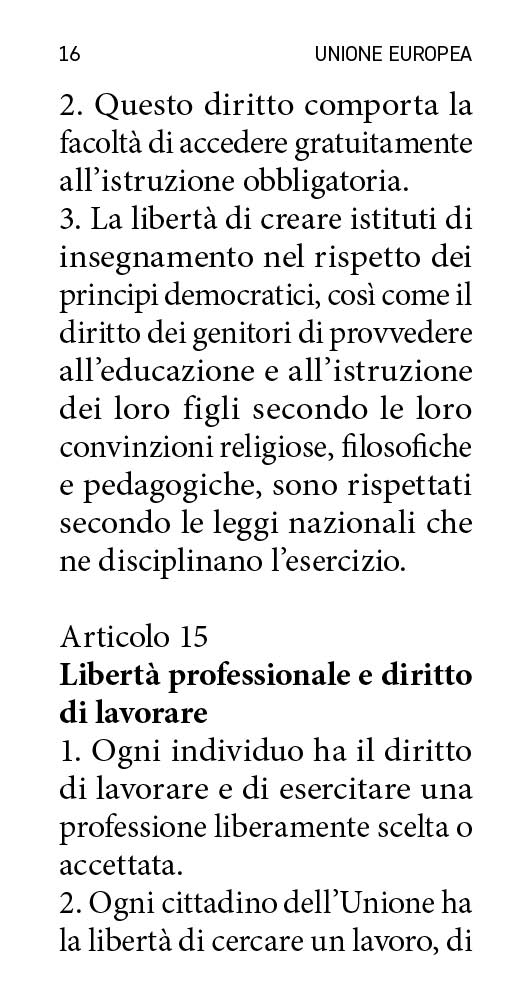 16 UNIONE EUROPEA
2. Questo diritto comporta la
facoltà di accedere gratuitamente
all’istruzione obbligatoria.
3. La libertà di creare istituti di
insegnamento nel rispetto dei
principi democratici, così come il
diritto dei genitori di provvedere
all’educazione e all’istruzione
dei loro figli secondo le loro
convinzioni religiose, filosofiche
e pedagogiche, sono rispettati
secondo le leggi nazionali che
ne disciplinano l’esercizio.
Articolo 15
Libertà professionale e diritto
di lavorare
1. Ogni individuo ha il diritto
di lavorare e di esercitare una
professione liberamente scelta o
accettata.
2. Ogni cittadino dell’Unione ha
la libertà di cercare un lavoro, di